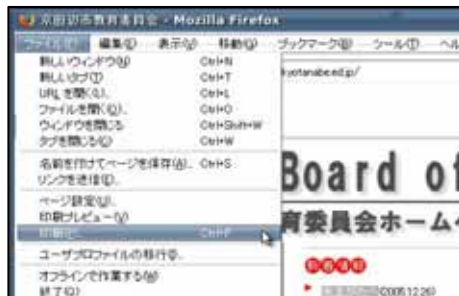 京田辺市教育委員会 - Mozilla Firefox
ファイル(F) 編集(E) 表示(V) 移動(G) ブックマーク(B) ツール(T) ヘル
新しいウィンドウ(N) Ctrl+N
新しいタブ(T) Ctrl+T
URL を開く(L). Ctrl+L
ファイルを開く(O). Ctrl+O
ウィンドウを閉じる Ctrl+Shift+W
タブを閉じる(C) Ctrl+W
kyotanabe.ed.jp/
名前を付けてページを保存(A). Ctrl+S
リンクを送信(E).
ページ設定(U).
印刷プレビュー(V)
印刷(P). Ctrl+P
ユーザプロファイルの移行(I).
オフラインで作業する(W)
終了(Q)
Board of
育委員会ホーム
新着情報
2005.12.26)